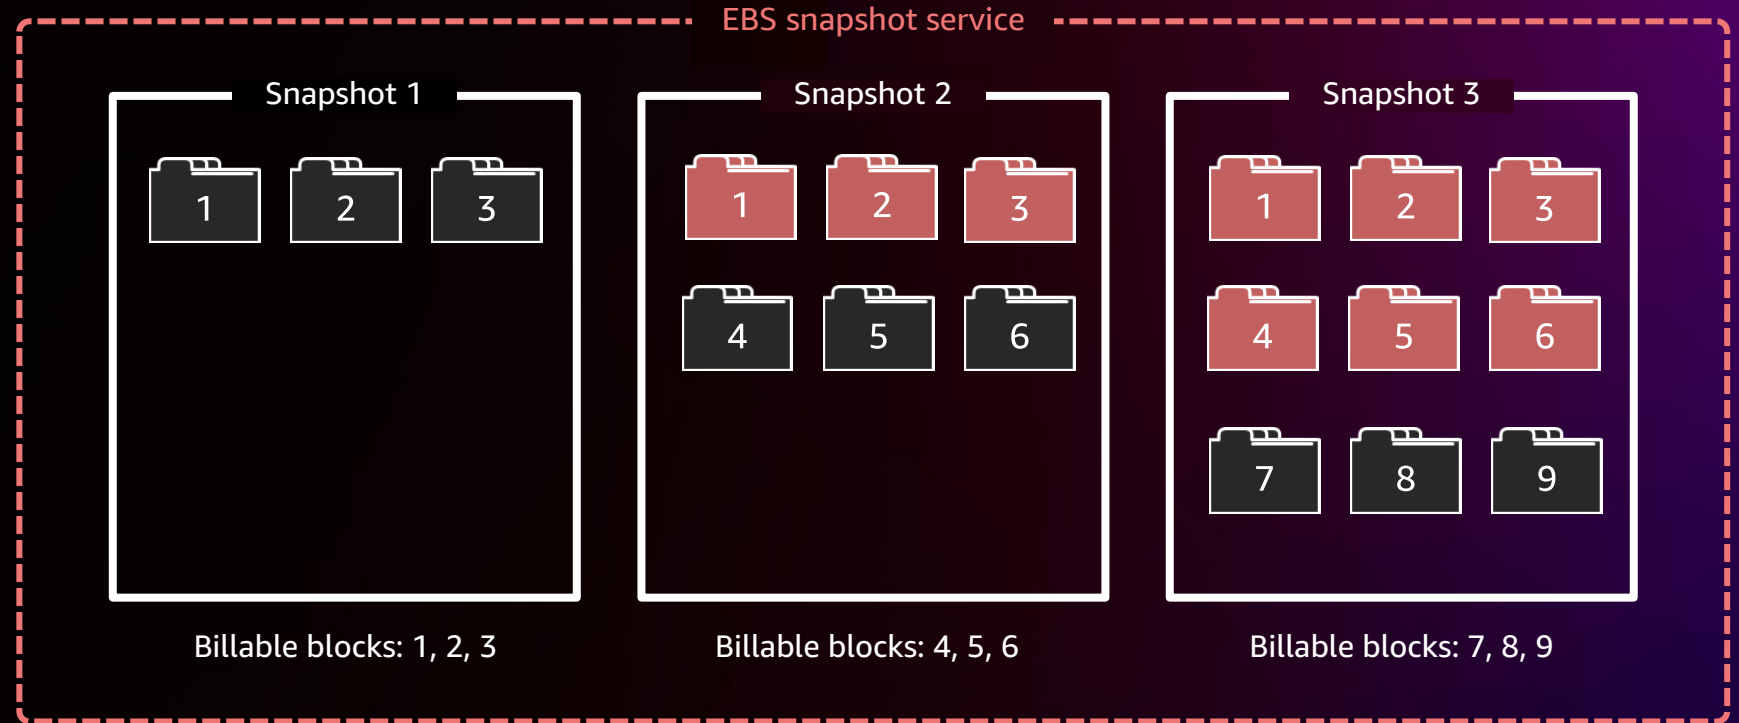 EBS snapshot service
Snapshot 1
1 2 3
Billable blocks: 1, 2, 3
Snapshot 2
1 2 3
4 5 6
Billable blocks: 4, 5, 6
Snapshot 3
1 2 3
4 5 6
7 8 9
Billable blocks: 7, 8, 9